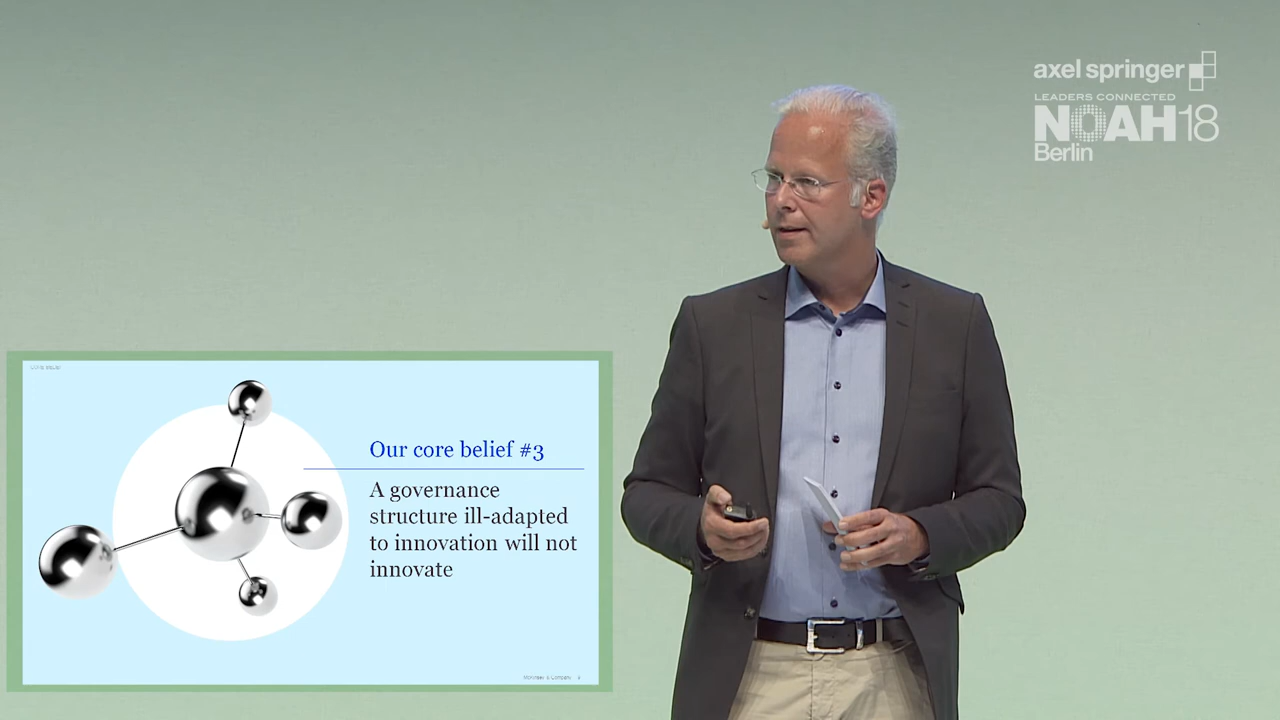 axel springer
LEADERS CONNECTED
NOAH18
Berlin
Our core belief #3
A governance
structure ill-adapted
to innovation will not
innovate
& Company